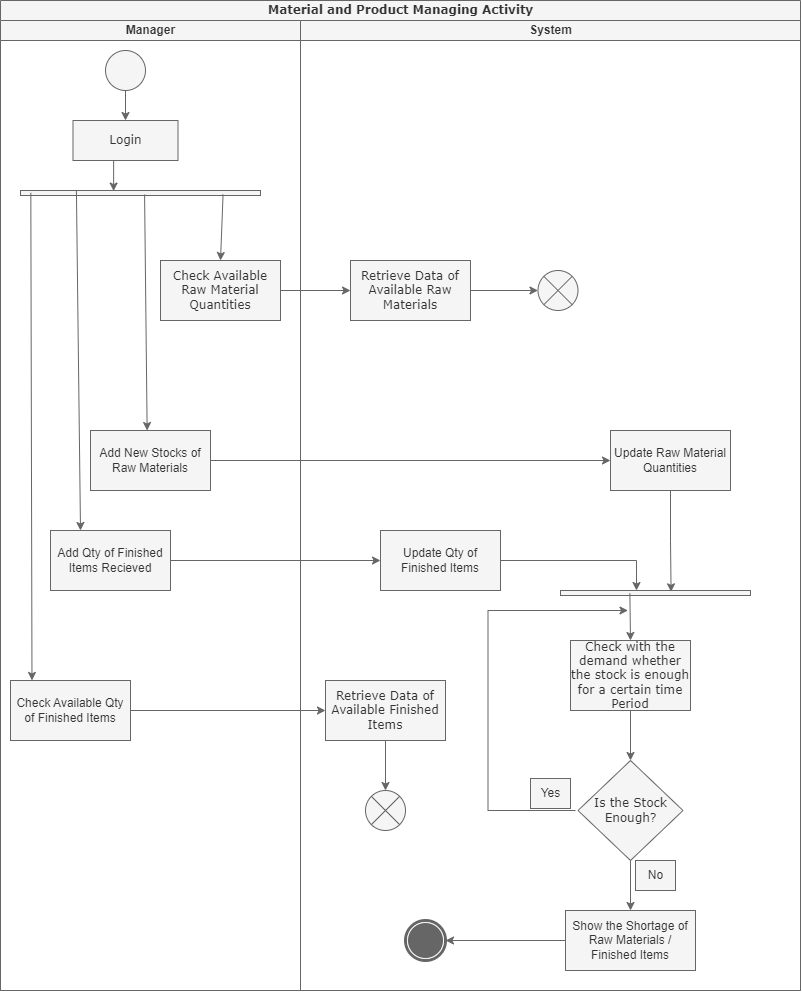 Material and Product Managing Activity
Manager
System
Login
Check Available
Raw Material
Quantities
Retrieve Data of
Available Raw
Materials
Add New Stocks of
Raw Materials
Update Raw Material
Quantities
Add Qty of Finished
Items Recieved
Update Qty of
Finished Items
Check with the
demand whether
the stock is enough
for a certain time
Period
Check Available Qty
of Finished Items
Retrieve Data of
Available Finished
Items
Yes
Is the Stock
Enough?
No
Show the Shortage of
Raw Materials /
Finished Items